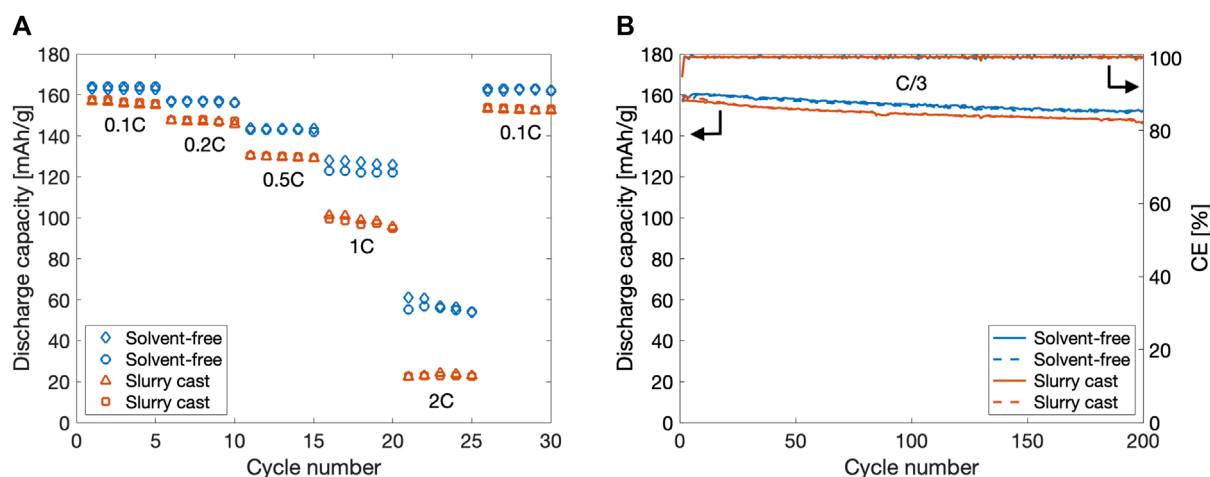 A
Discharge capacity [mAh/g]
180
160
140
120
100
80
60
40
20
0
0.1C
0.2C
0.5C
1C
2C
0.1C
Solvent-free
Solvent-free
Slurry cast
Slurry cast
0 5 10 15 20 25 30
Cycle number
B
Discharge capacity [mAh/g]
180
160
140
120
100
80
60
40
20
0
C/3
Solvent-free
Solvent-free
Slurry cast
Slurry cast
0 50 100 150 200
Cycle number
100
80
60
40
20
0
CE [%]